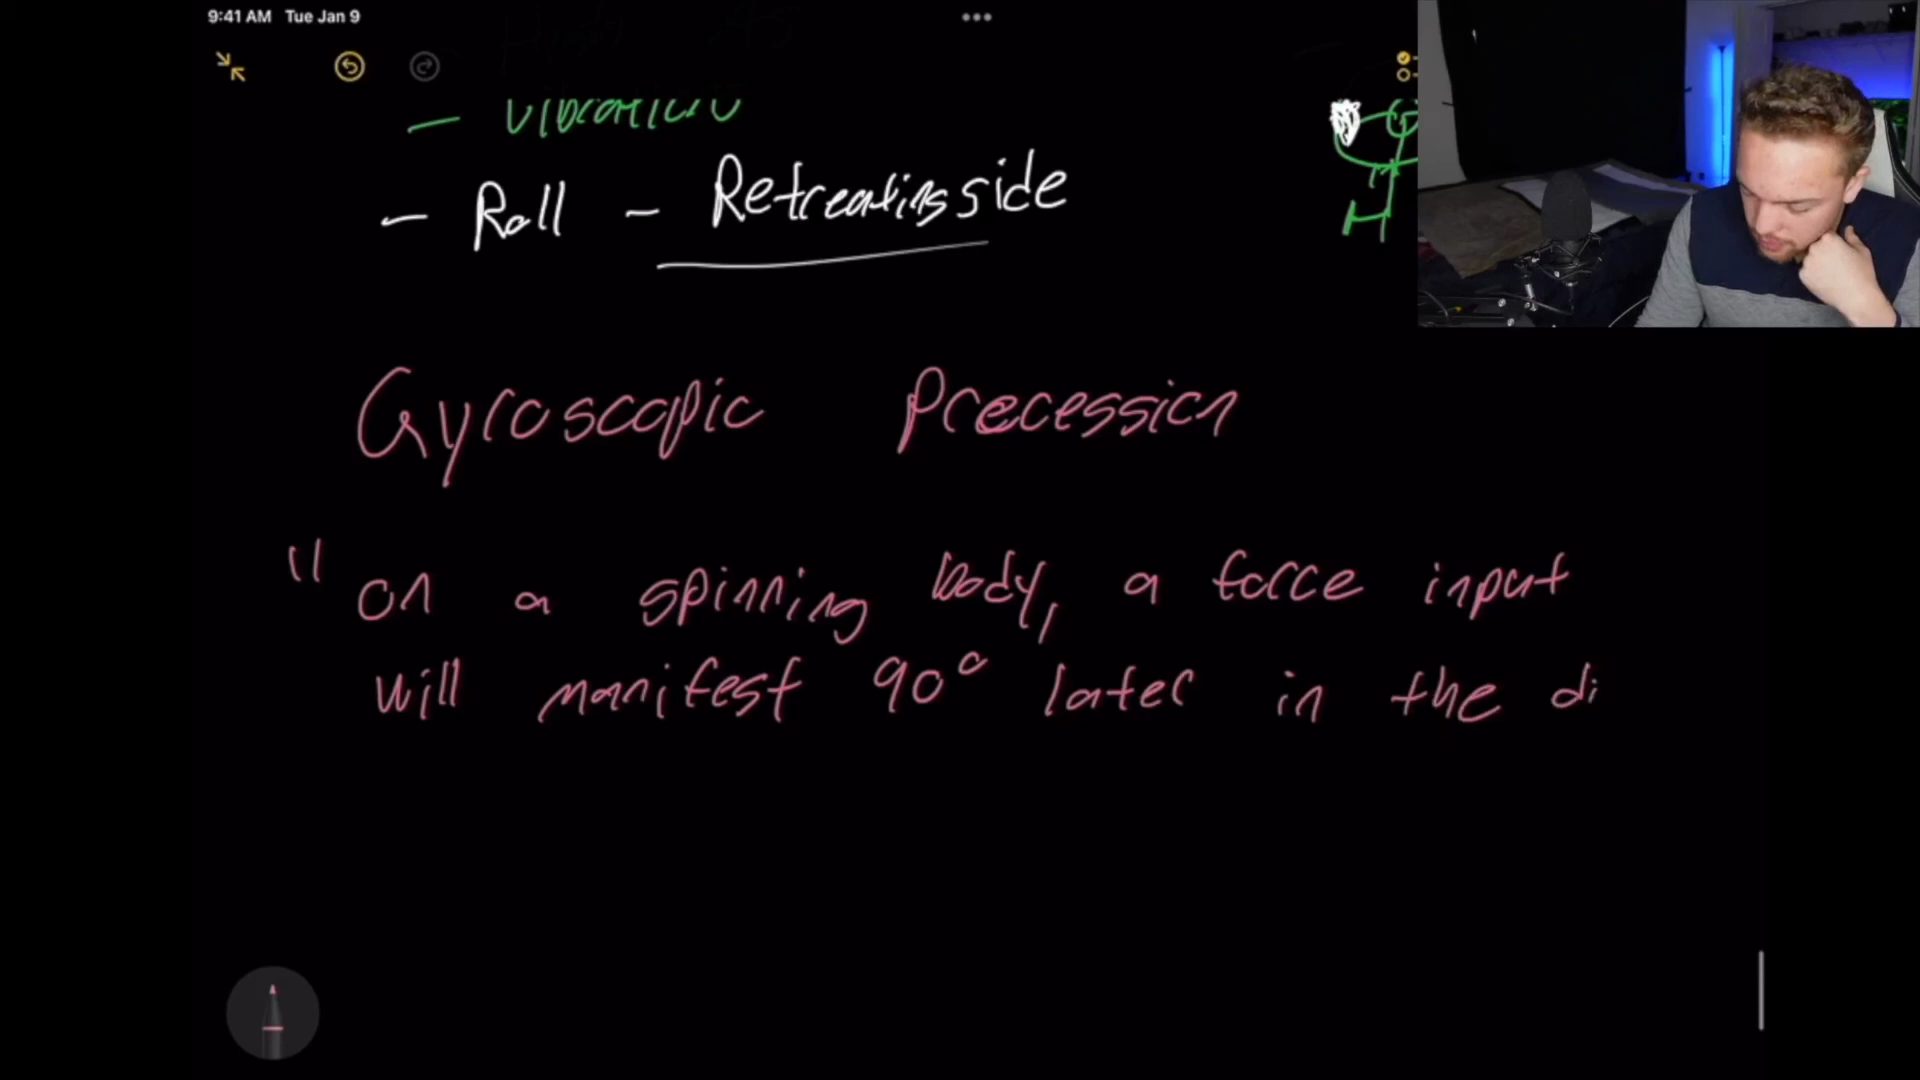 9:41 AM Tue Jan 9
- vibration
- Roll - Retreating side
Gyroscopic Precession
" on a spinning body, a force input
will manifest 90° later in the di